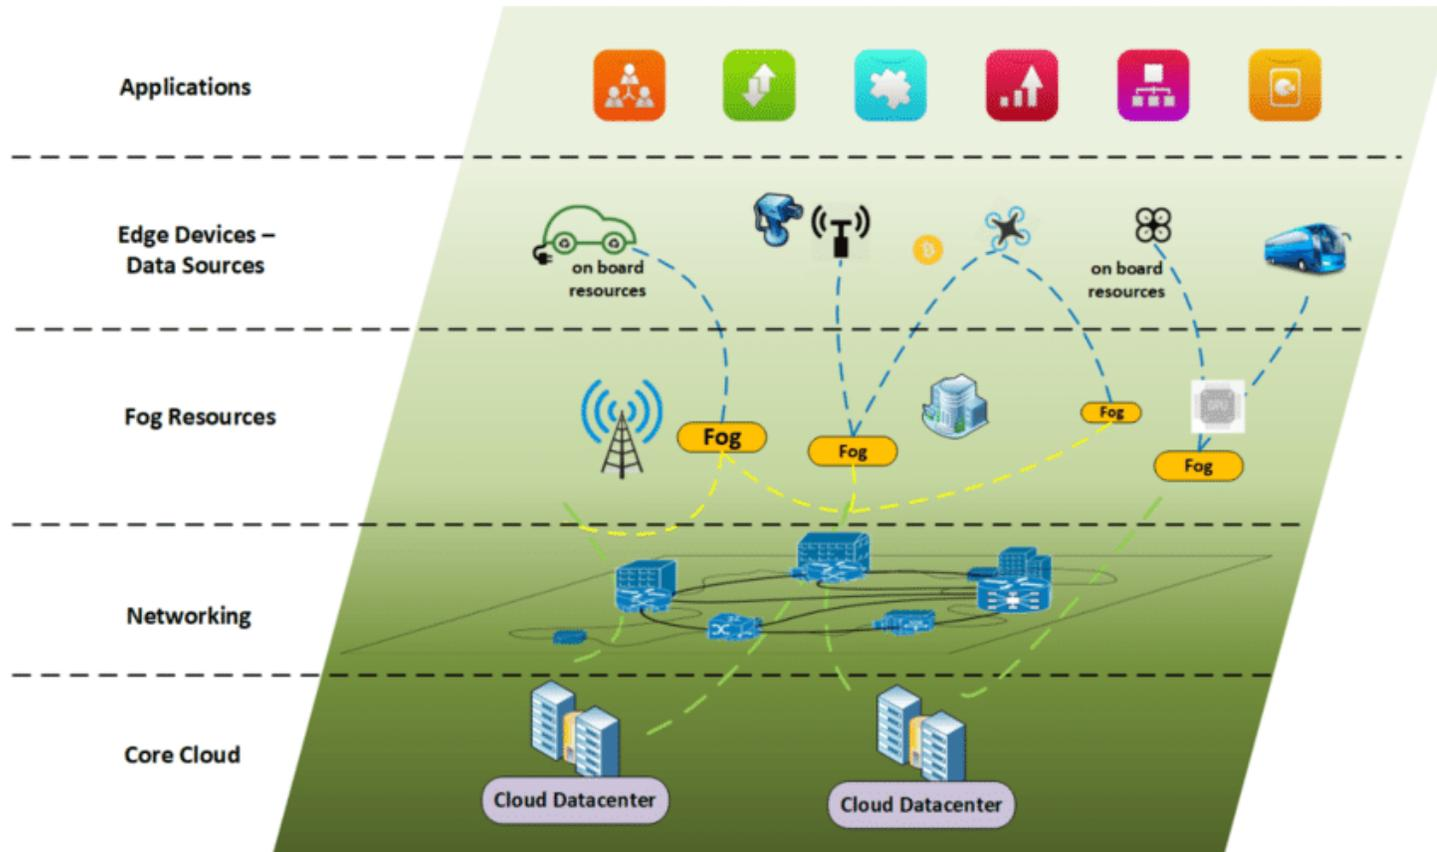 Applications
Edge Devices –
Data Sources
on board
resources
on board
resources
Fog Resources
Fog
Fog
Fog
GPU
Fog
Networking
Core Cloud
Cloud Datacenter
Cloud Datacenter